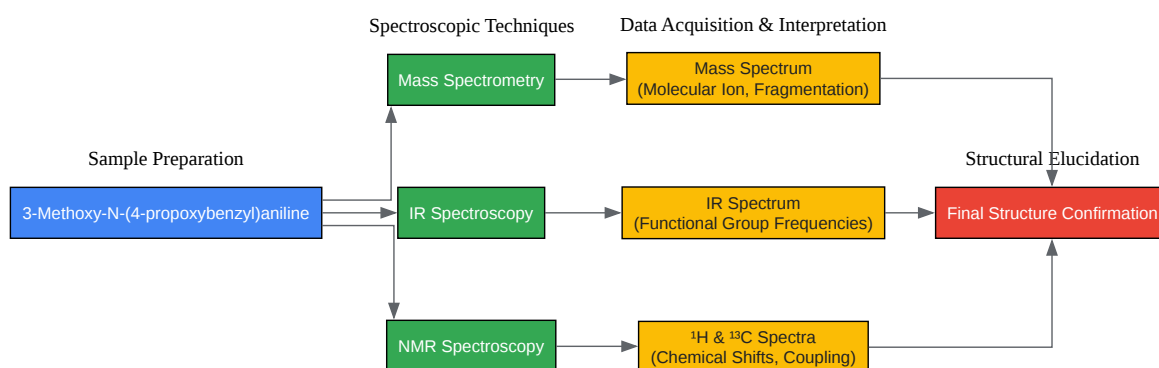 Spectroscopic Techniques
Data Acquisition & Interpretation
Mass Spectrometry
Mass Spectrum
(Molecular Ion, Fragmentation)
Sample Preparation
Structural Elucidation
3-Methoxy-N-(4-propoxybenzyl)aniline
IR Spectroscopy
IR Spectrum
(Functional Group Frequencies)
Final Structure Confirmation
NMR Spectroscopy
¹H & ¹³C Spectra
(Chemical Shifts, Coupling)